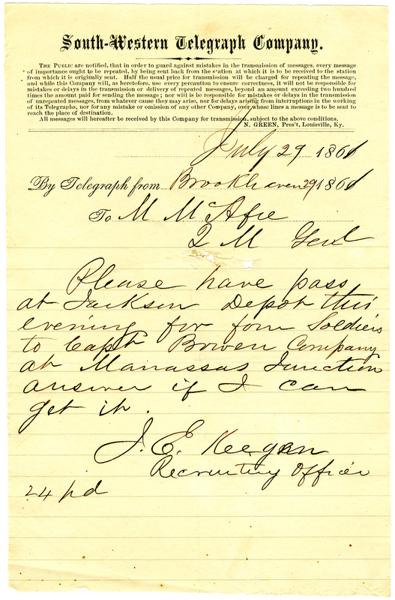 South-Western Telegraph Company.
THE PUBLIC are notified, that in order to guard against mistakes in the transmission of messages, every message
of importance ought to be repeated, by being sent back from the station at which it is to be received to the station
from which it is originally sent. Half the usual price for transmission will be charged for repeating the message,
and while this Company will, as heretofore, use every precaution to ensure correctness, it will not be responsible for
mistakes or delays in the transmission or delivery of repeated messages, beyond an amount exceeding two hundred
times the amount paid for sending the message; nor will it be responsible for mistakes or delays in the transmission
of unrepeated messages, from whatever cause they may arise, nor for delays arising from interruptions in the working
of its Telegraphs, nor for any mistake or omission of any other Company, over whose lines a message is to be sent to
reach the place of destination.
All messages will hereafter be received by this Company for transmission, subject to the above conditions.
N. GREEN, Pres't, Louisville, Ky.
July 29 1861
By Telegraph from Brookhaven 29 1861
To M McAfee
Q M Genl
Please have pass
at Jackson Depot this
evening for four Soldiers
to Capt Bowen Company
at Manassas Junction
answer if I can
get it.
J. E. Keegan
Recruiting Officer
24 pd